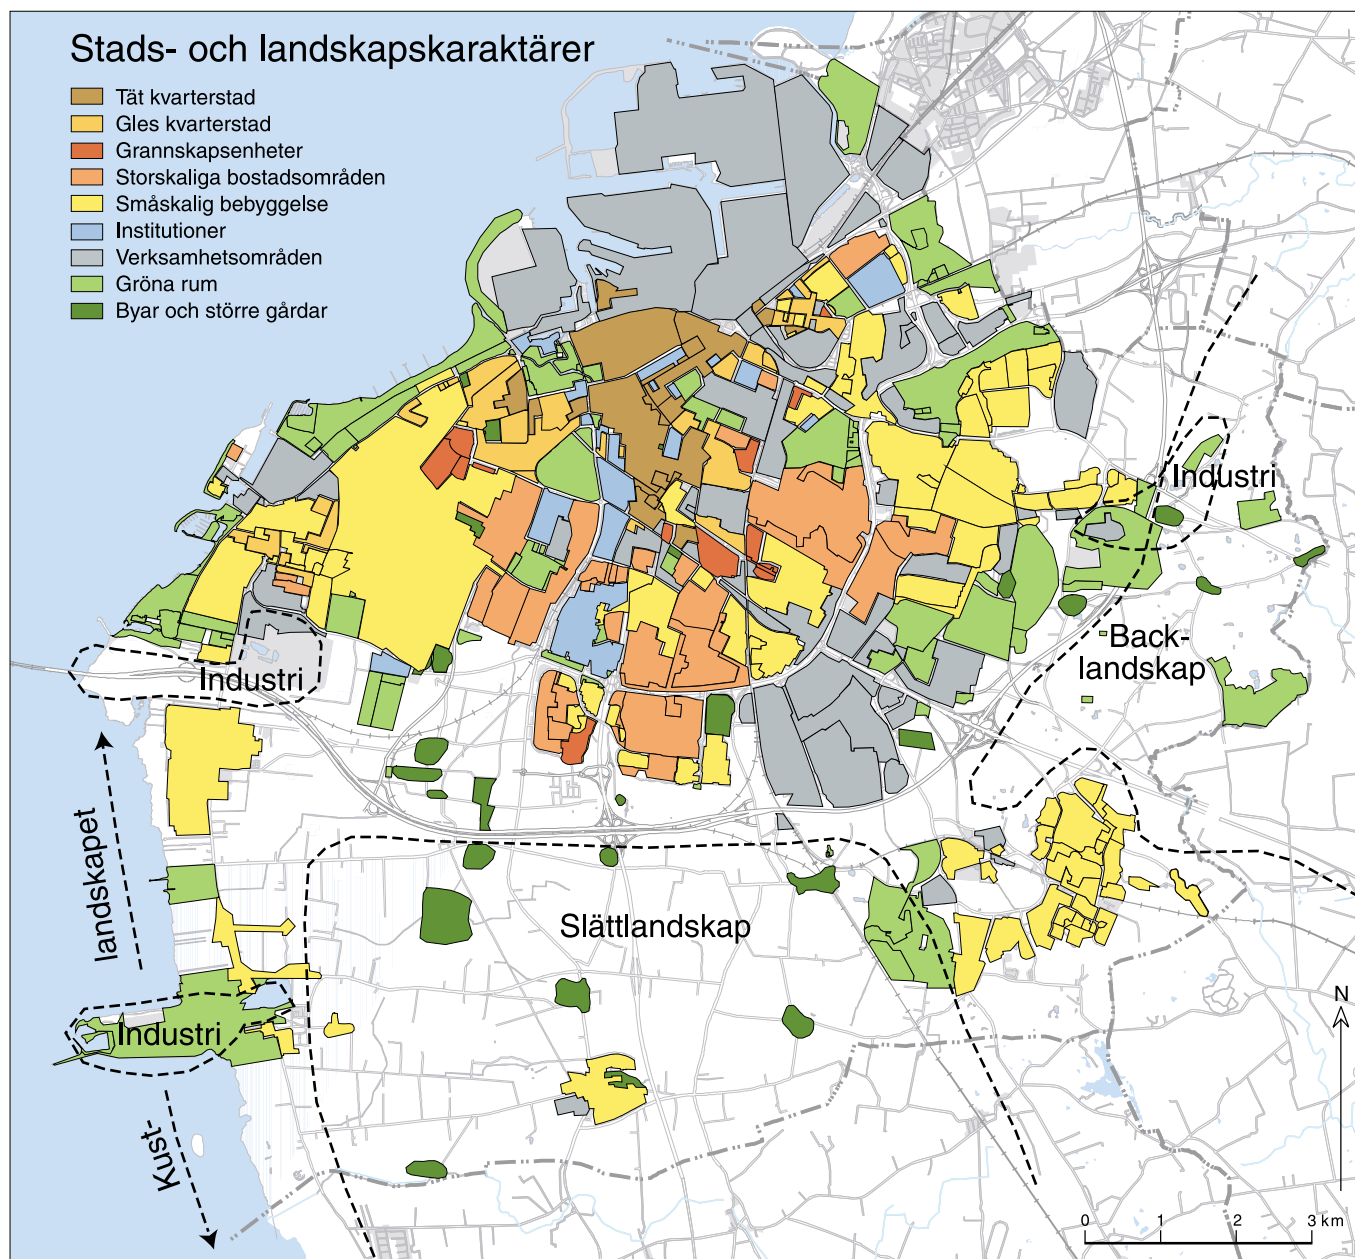 Stads- och landskapskaraktärer
Tät kvarterstad
Gles kvarterstad
Grannskapsenheter
Storskaliga bostadsområden
Småskalig bebyggelse
Institutioner
Verksamhetsområden
Gröna rum
Byar och större gårdar
Industri
Back-
landskap
Industri
landskapet
Slättlandskap
Industri
Kust-
N
0 1 2 3 km